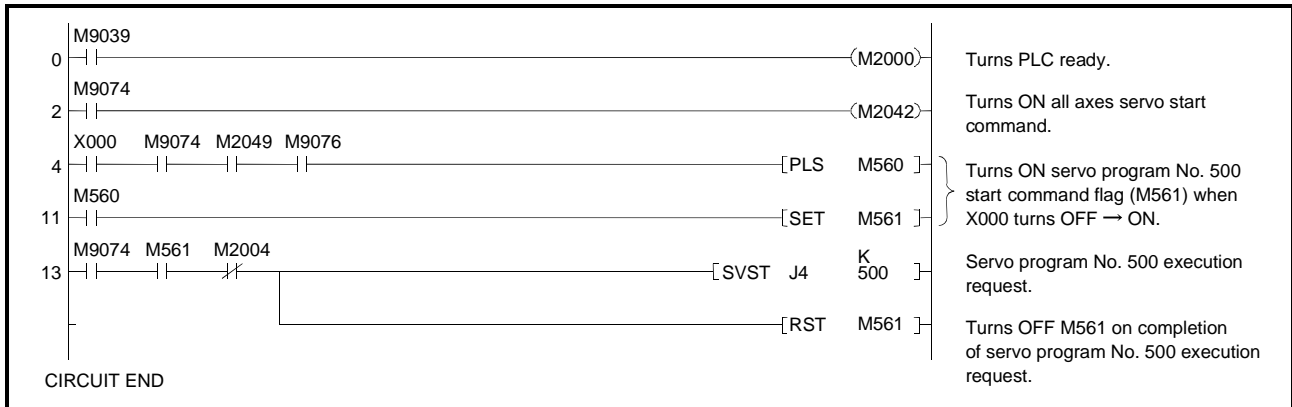 M9039
0 (M2000) Turns PLC ready.
M9074
2 (M2042) Turns ON all axes servo start
command.
X000 M9074 M2049 M9076
4 [PLS M560 ] Turns ON servo program No. 500
start command flag (M561) when
X000 turns OFF → ON.
M560
11 [SET M561 ]
M9074 M561 M2004
13 [SVST J4 K
500 ] Servo program No. 500 execution
request.
[RST M561 ] Turns OFF M561 on completion
of servo program No. 500 execution
request.
CIRCUIT END